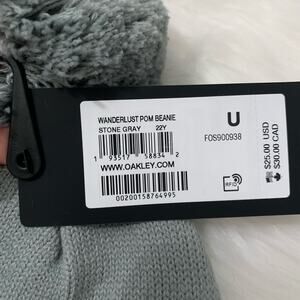 WANDERLUST POM BEANIE
STONE GRAY 22Y
U
FOS900938
1 93517 58834 2
WWW.OAKLEY.COM
RFID
00200158764995
$25.00 USD
$30.00 CAD